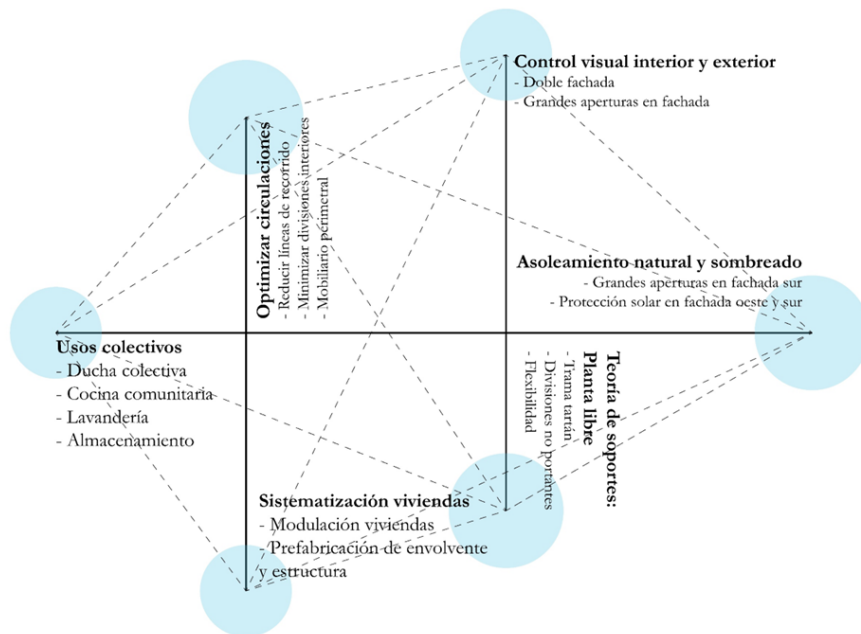 Control visual interior y exterior
- Doble fachada
- Grandes aperturas en fachada
Optimizar circulaciones
- Reducir líneas de recorrido
- Minimizar divisiones interiores
- Mobiliario perimetral
Asoleamiento natural y sombreado
- Grandes aperturas en fachada sur
- Protección solar en fachada oeste y sur
Usos colectivos
- Ducha colectiva
- Cocina comunitaria
- Lavandería
- Almacenamiento
Teoría de soportes:
Planta libre
- Trama tartán
- Divisiones no portantes
- Flexibilidad
Sistematización viviendas
- Modulación viviendas
- Prefabricación de envolvente
y estructura